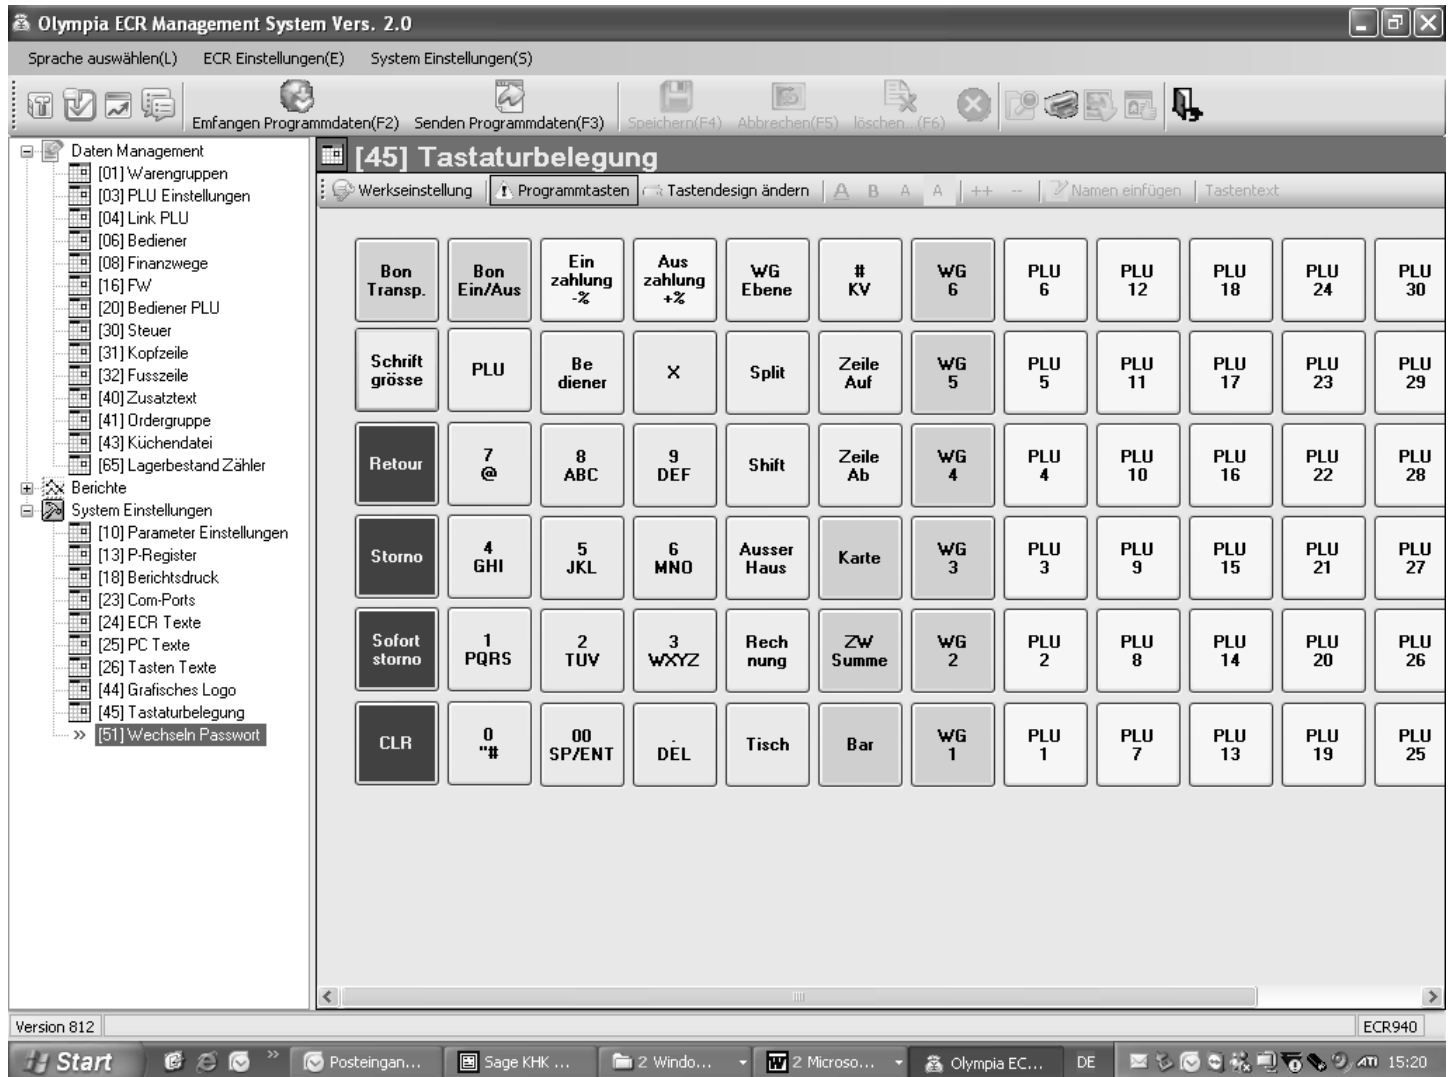 Olympia ECR Management System Vers. 2.0
Sprache auswählen(L) ECR Einstellungen(E) System Einstellungen(S)
Emfangen Programmdaten(F2) Senden Programmdaten(F3) Speichern(F4) Abbrechen(F5) löschen...(F6)
Daten Management
[01] Warengruppen
[03] PLU Einstellungen
[04] Link PLU
[06] Bediener
[08] Finanzwege
[16] FW
[20] Bediener PLU
[30] Steuer
[31] Kopfzeile
[32] Fusszeile
[40] Zusatztext
[41] Ordergruppe
[43] Küchendatei
[65] Lagerbestand Zähler
Berichte
System Einstellungen
[10] Parameter Einstellungen
[13] P-Register
[18] Berichtsdruck
[23] Com-Ports
[24] ECR Texte
[25] PC Texte
[26] Tasten Texte
[44] Grafisches Logo
[45] Tastaturbelegung
» [51] Wechseln Passwort
[45] Tastaturbelegung
Werkseinstellung Programmtasten Tastendesign ändern A B A A ++ -- Namen einfügen Tastentext
Bon Bon Ein Aus WG # WG PLU PLU PLU PLU PLU
Transp. Ein/Aus zahlung zahlung Ebene KV 6 6 12 18 24 30
-% +%
Schrift PLU Be X Split Zeile WG PLU PLU PLU PLU PLU
grösse diener Auf 5 5 11 17 23 29
Retour 7 8 9 Shift Zeile WG PLU PLU PLU PLU PLU
@ ABC DEF Ab 4 4 10 16 22 28
Storno 4 5 6 Ausser Karte WG PLU PLU PLU PLU PLU
GHI JKL MNO Haus 3 3 9 15 21 27
Sofort 1 2 3 Rech ZW WG PLU PLU PLU PLU PLU
storno PQRS TUV WXYZ nung Summe 2 2 8 14 20 26
CLR 0 00 . Tisch Bar WG PLU PLU PLU PLU PLU
"# SP/ENT DEL 1 1 7 13 19 25
Version 812 ECR940
Start » Posteingan... Sage KHK ... 2 Windo... 2 Microso... Olympia EC... DE ATI 15:20